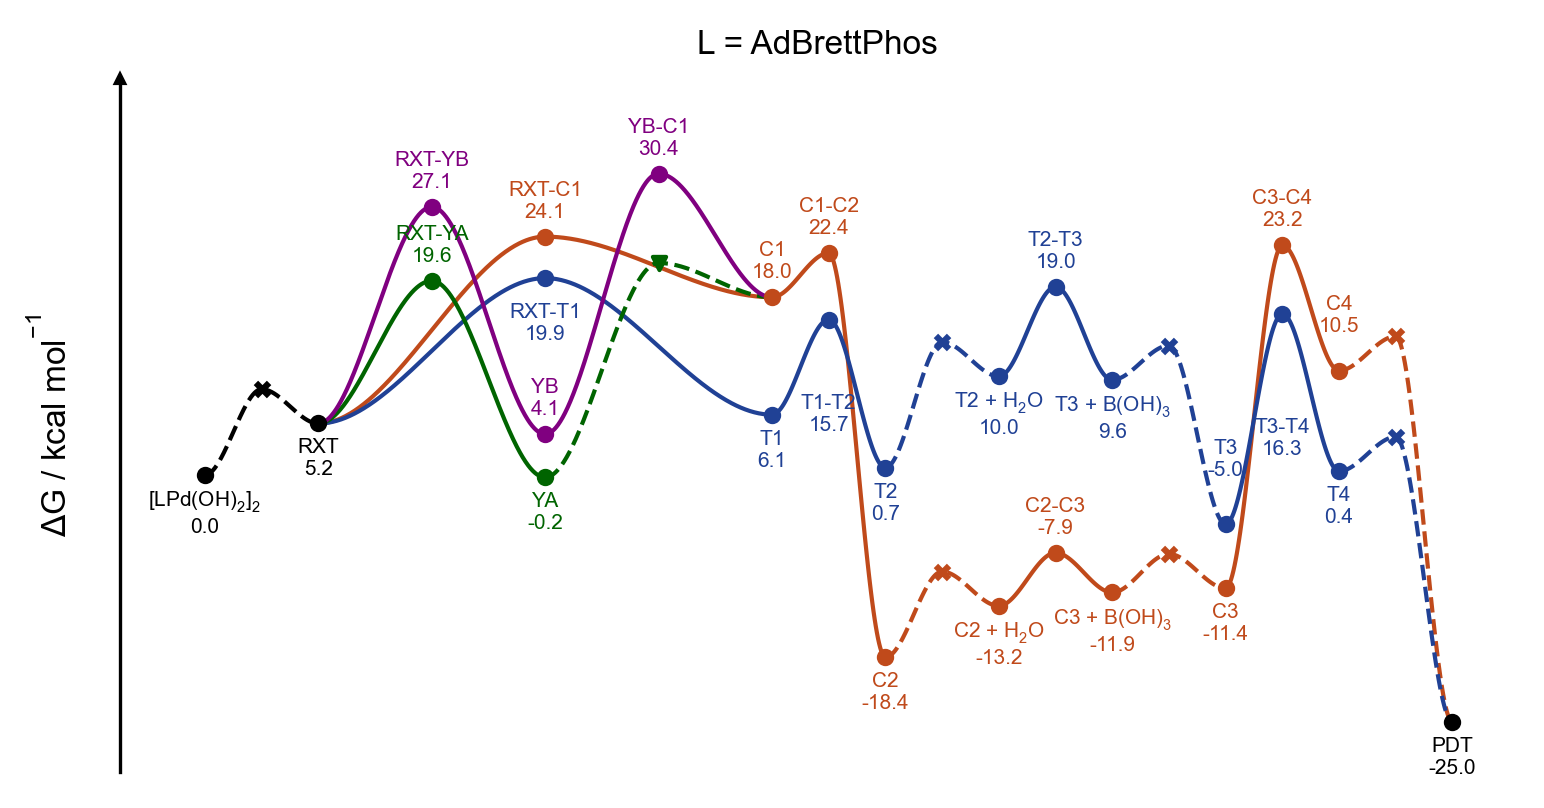 L = AdBrettPhos
ΔG / kcal mol⁻¹
[LPd(OH)₂]₂
0.0
RXT
5.2
RXT-YB
27.1
RXT-YA
19.6
RXT-C1
24.1
RXT-T1
19.9
YB
4.1
YA
-0.2
YB-C1
30.4
C1
18.0
T1
6.1
C1-C2
22.4
T1-T2
15.7
T2
0.7
C2
-18.4
T2 + H₂O
10.0
C2 + H₂O
-13.2
T2-T3
19.0
C2-C3
-7.9
T3 + B(OH)₃
9.6
C3 + B(OH)₃
-11.9
T3
-5.0
C3
-11.4
C3-C4
23.2
T3-T4
16.3
C4
10.5
T4
0.4
PDT
-25.0